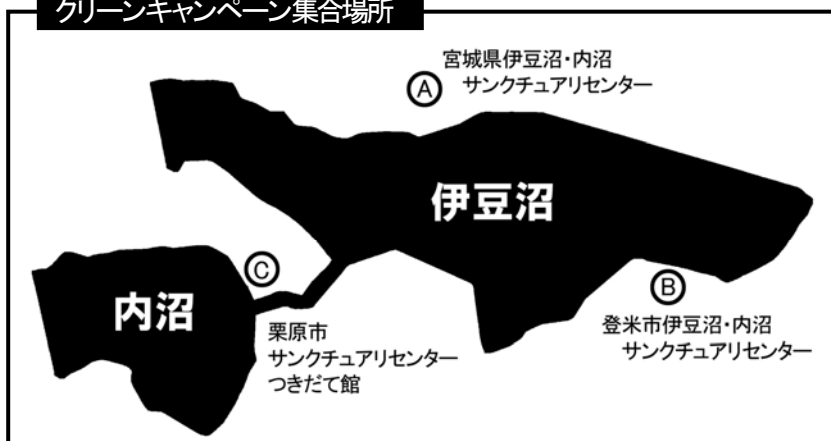 クリーンキャンペーン集合場所
宮城県伊豆沼・内沼
サンクチュアリセンター
Ⓐ
伊豆沼
Ⓒ
内沼
栗原市
サンクチュアリセンター
つきだて館
Ⓑ
登米市伊豆沼・内沼
サンクチュアリセンター